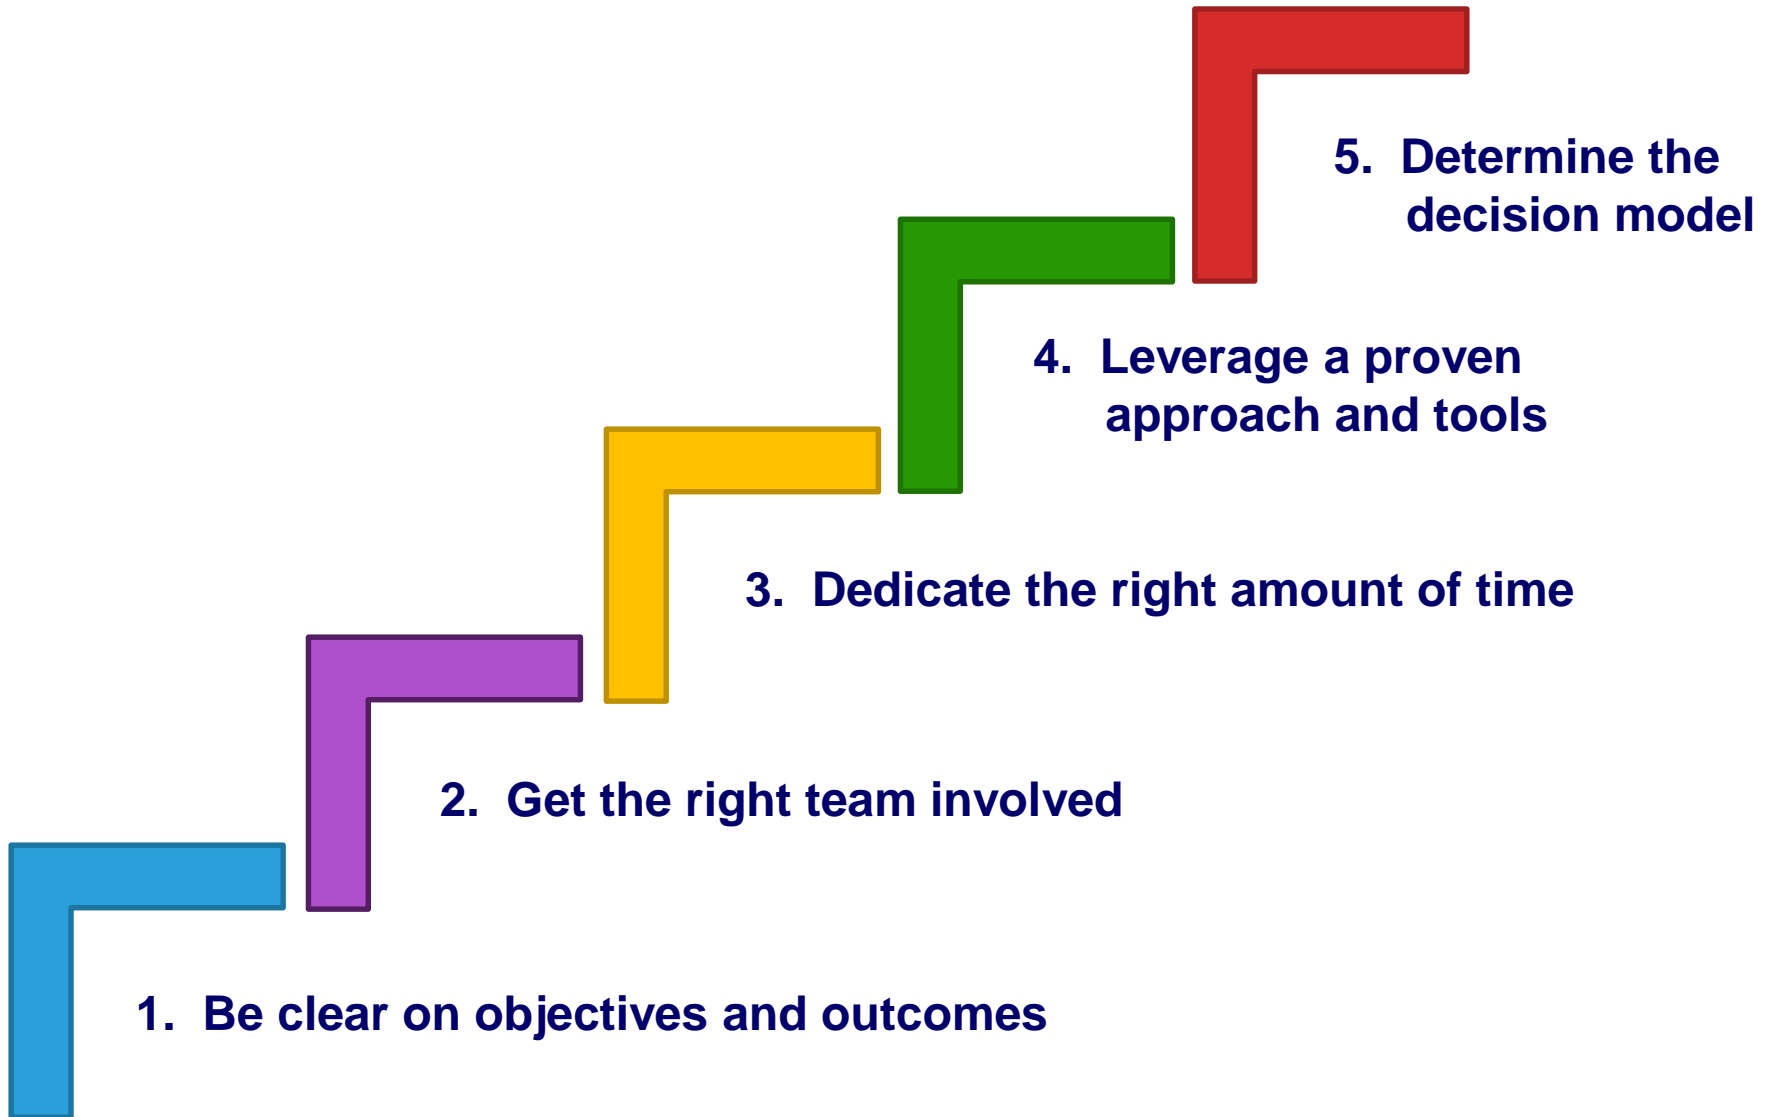 5. Determine the
decision model
4. Leverage a proven
approach and tools
3. Dedicate the right amount of time
2. Get the right team involved
1. Be clear on objectives and outcomes